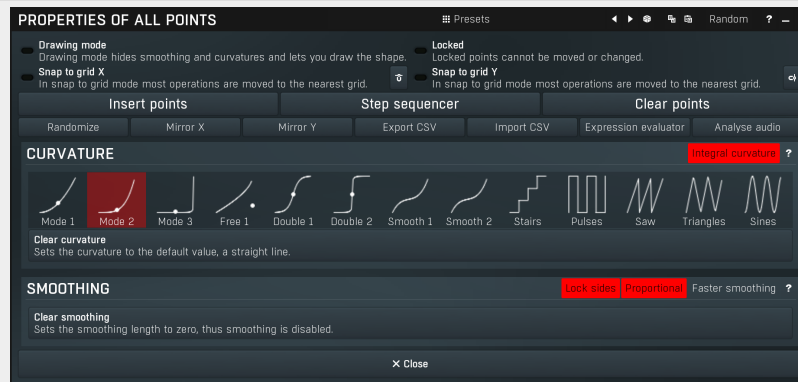 PROPERTIES OF ALL POINTS Presets Random ?
Drawing mode
Drawing mode hides smoothing and curvatures and lets you draw the shape.
Locked
Locked points cannot be moved or changed.
Snap to grid X
In snap to grid mode most operations are moved to the nearest grid.
Snap to grid Y
In snap to grid mode most operations are moved to the nearest grid.
Insert points Step sequencer Clear points
Randomize Mirror X Mirror Y Export CSV Import CSV Expression evaluator Analyse audio
CURVATURE Integral curvature ?
Mode 1 Mode 2 Mode 3 Free 1 Double 1 Double 2 Smooth 1 Smooth 2 Stairs Pulses Saw Triangles Sines
Clear curvature
Sets the curvature to the default value, a straight line.
SMOOTHING Lock sides Proportional Faster smoothing ?
Clear smoothing
Sets the smoothing length to zero, thus smoothing is disabled.
Close